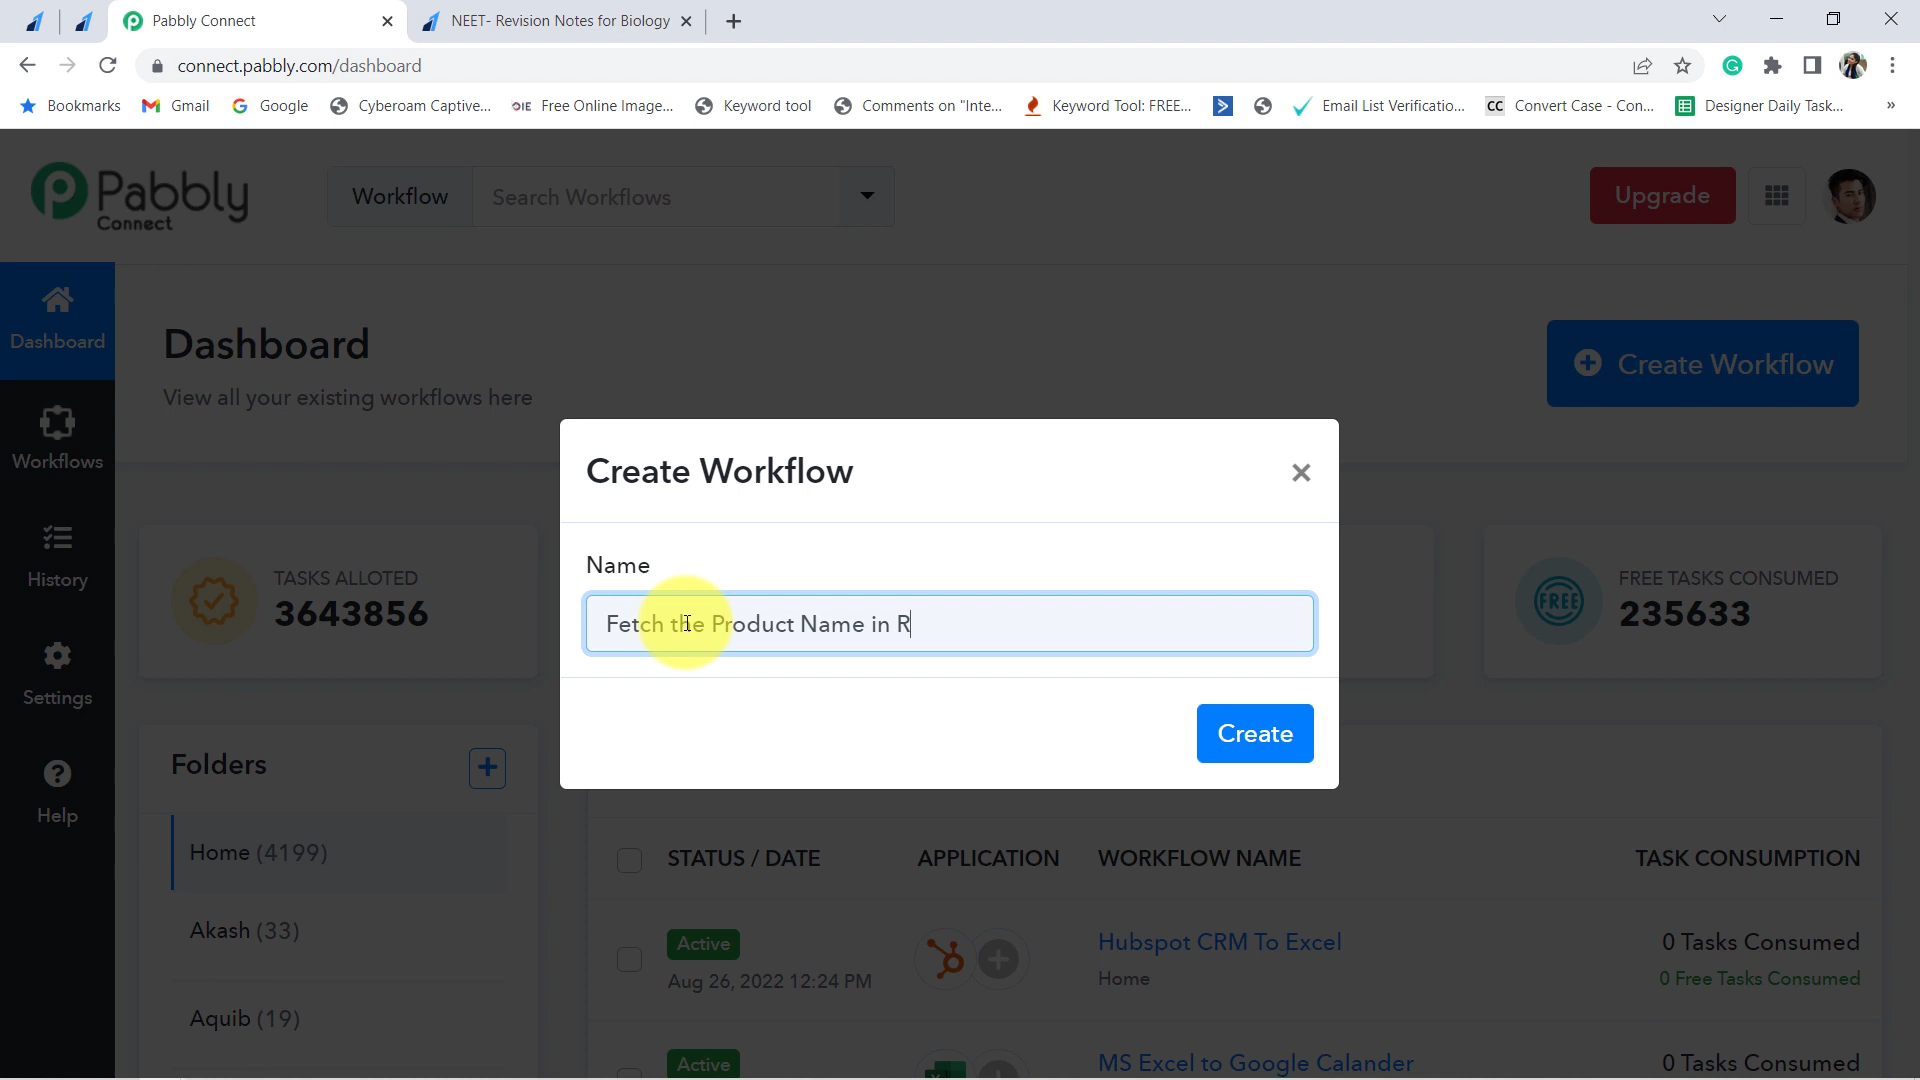 Pabbly Connect
NEET- Revision Notes for Biology
connect.pabbly.com/dashboard
Bookmarks Gmail Google Cyberoam Captive... OIE Free Online Image... Keyword tool Comments on "Inte... Keyword Tool: FREE... Email List Verificatio... CC Convert Case - Con... Designer Daily Task... »
Pabbly
Connect
Workflow Search Workflows
Upgrade
Dashboard
Workflows
History
Settings
Help
Dashboard
View all your existing workflows here
Create Workflow
Create Workflow
Name
Fetch the Product Name in R
Create
TASKS ALLOTED
3643856
FREE TASKS CONSUMED
FREE
235633
Folders
Home (4199)
Akash (33)
Aquib (19)
STATUS / DATE APPLICATION WORKFLOW NAME TASK CONSUMPTION
Active
Aug 26, 2022 12:24 PM
Hubspot CRM To Excel
Home
0 Tasks Consumed
0 Free Tasks Consumed
Active
MS Excel to Google Calander
0 Tasks Consumed